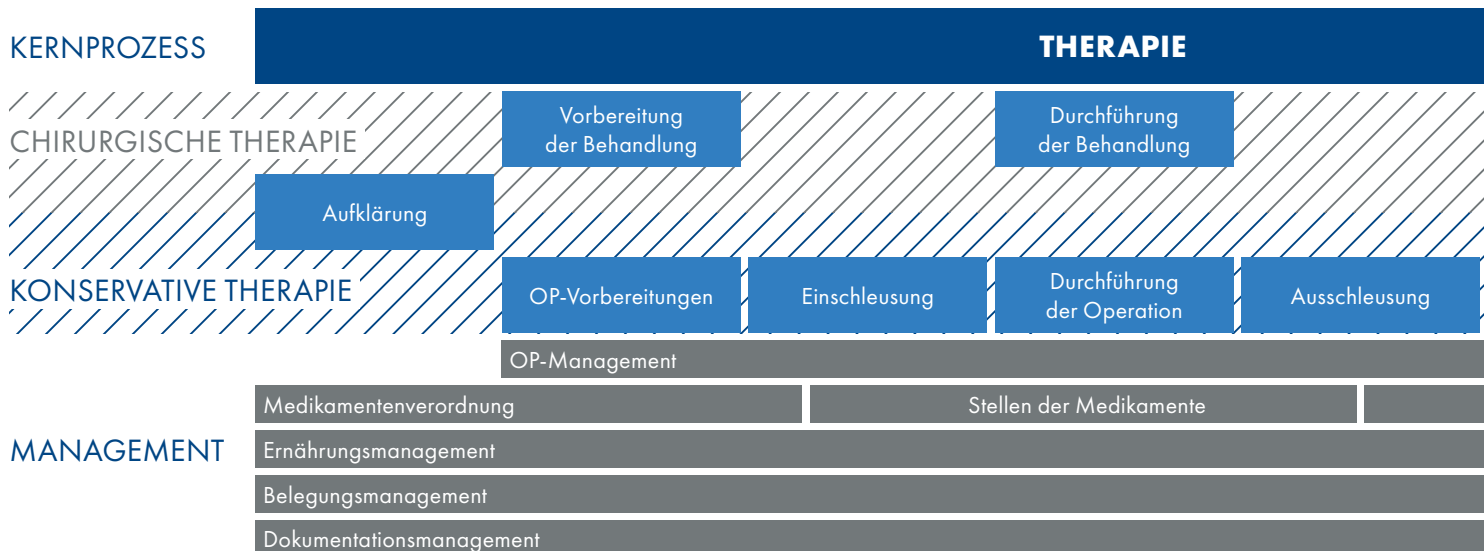 KERNPROZESS
THERAPIE
CHIRURGISCHE THERAPIE
Vorbereitung
der Behandlung
Durchführung
der Behandlung
Aufklärung
KONSERVATIVE THERAPIE
OP-Vorbereitungen
Einschleusung
Durchführung
der Operation
Ausschleusung
OP-Management
Medikamentenverordnung
Stellen der Medikamente
MANAGEMENT
Ernährungsmanagement
Belegungsmanagement
Dokumentationsmanagement